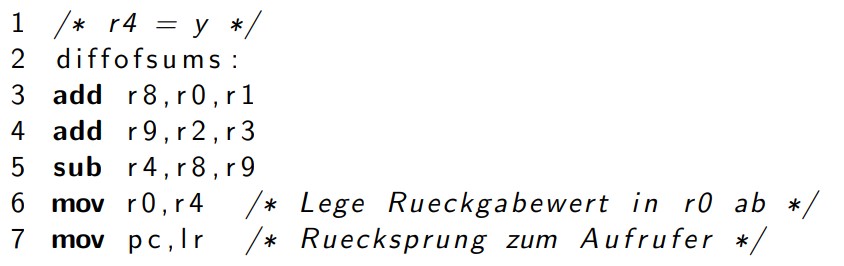 1 /* r4 = y */
2 diffofsums:
3 add r8,r0,r1
4 add r9,r2,r3
5 sub r4,r8,r9
6 mov r0,r4 /* Lege Rueckgabewert in r0 ab */
7 mov pc,lr /* Ruecksprung zum Aufrufer */